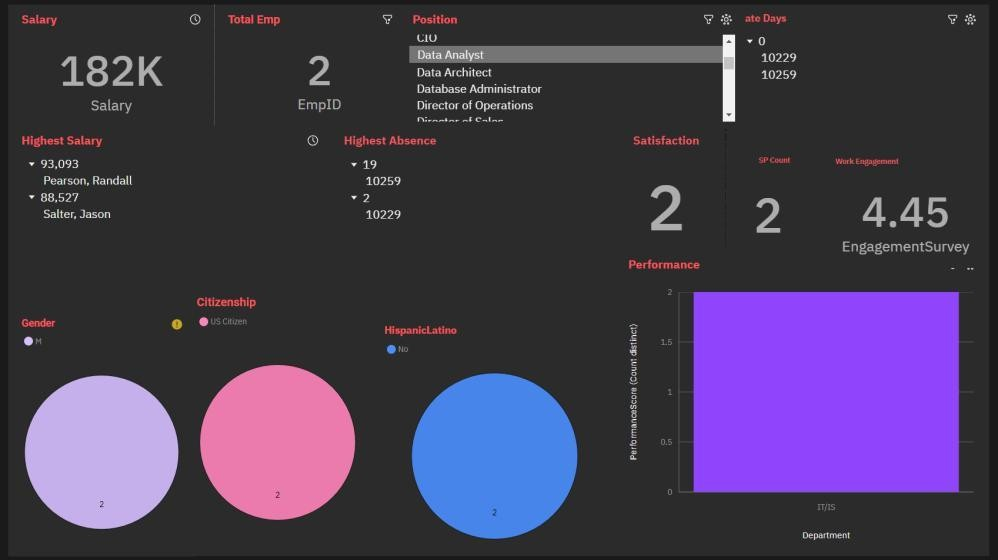 Salary
182K
Salary
Total Emp
2
EmpID
Position
CIO
Data Analyst
Data Architect
Database Administrator
Director of Operations
Director of Sales
ate Days
0
10229
10259
Highest Salary
93,093
Pearson, Randall
88,527
Salter, Jason
Highest Absence
19
10259
2
10229
Satisfaction
2
SP Count
2
Work Engagement
4.45
EngagementSurvey
Gender
M
2
Citizenship
US Citizen
2
HispanicLatino
No
2
Performance
PerformanceScore (Count distinct)
2
1.5
1
0.5
0
IT/IS
Department